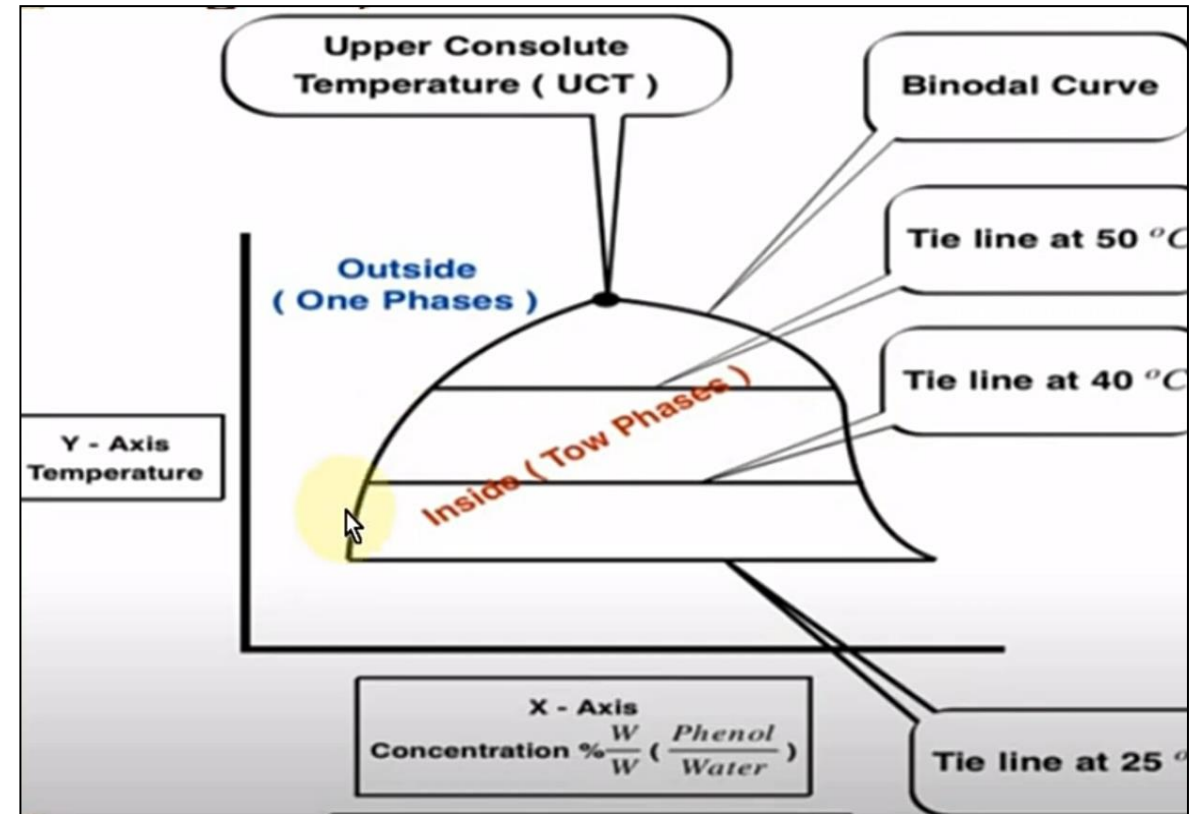 Upper Consolute
Temperature ( UCT )
Binodal Curve
Tie line at 50 °C
Outside
( One Phases )
Tie line at 40 °C
Inside ( Tow Phases )
Y - Axis
Temperature
X - Axis
Concentration % W/W ( Phenol/Water )
Tie line at 25 °